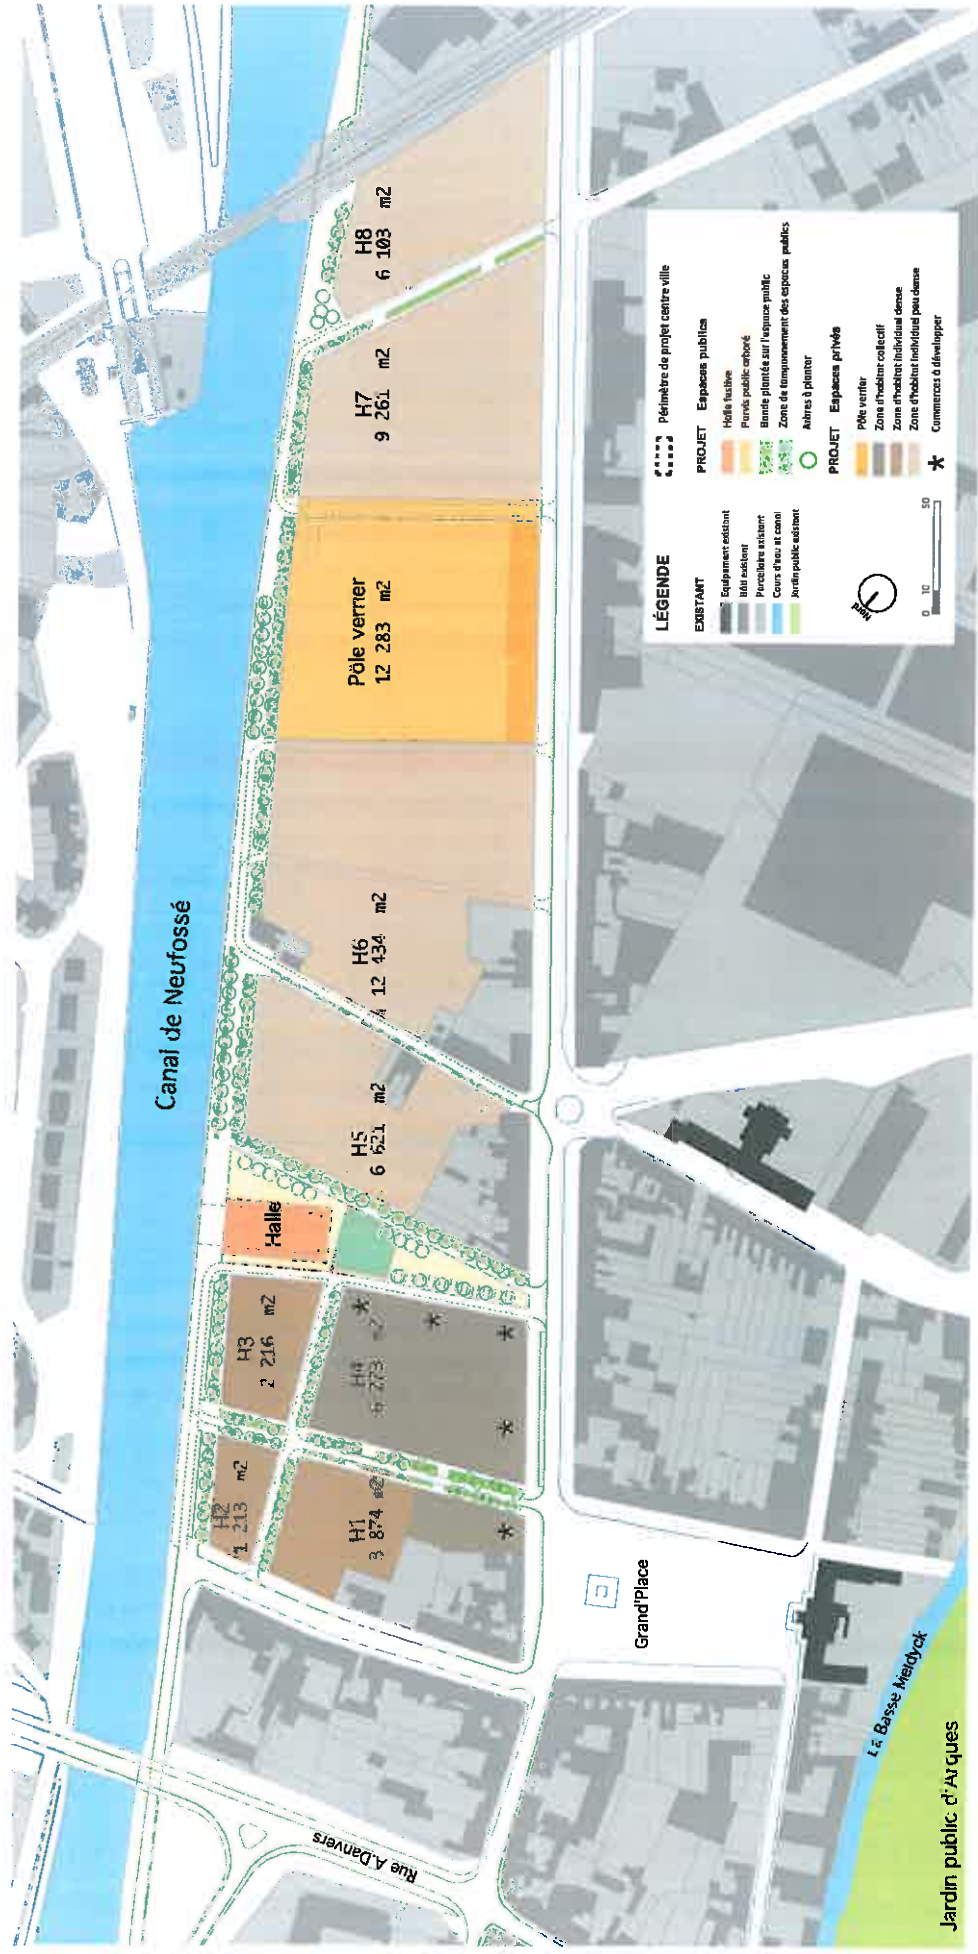 Canal de Neufossé
H8
6 103 m2
H7
9 261 m2
Pôle verrier
12 283 m2
H6
12 434 m2
H5
6 621 m2
Halle
H3
2 216 m2
H4
6 273 m2
H2
1 213 m2
H1
3 874 m2
Grand'Place
Rue A.Danvers
La Basse Meldyck
Jardin public d'Arques
LÉGENDE
EXISTANT
Equipement existant
Bâti existant
Parcellaire existant
Cours d'eau et canal
Jardin public existant
Périmètre de projet centre ville
PROJET Espaces publics
Halle festive
Parvis public arboré
Bande plantée sur l'espace public
Zone de tamponnement des espaces publics
Arbres à planter
PROJET Espaces privés
Pôle verrier
Zone d'habitat collectif
Zone d'habitat individuel dense
Zone d'habitat individuel peu dense
Commerces à développer
Nord
0 10 50